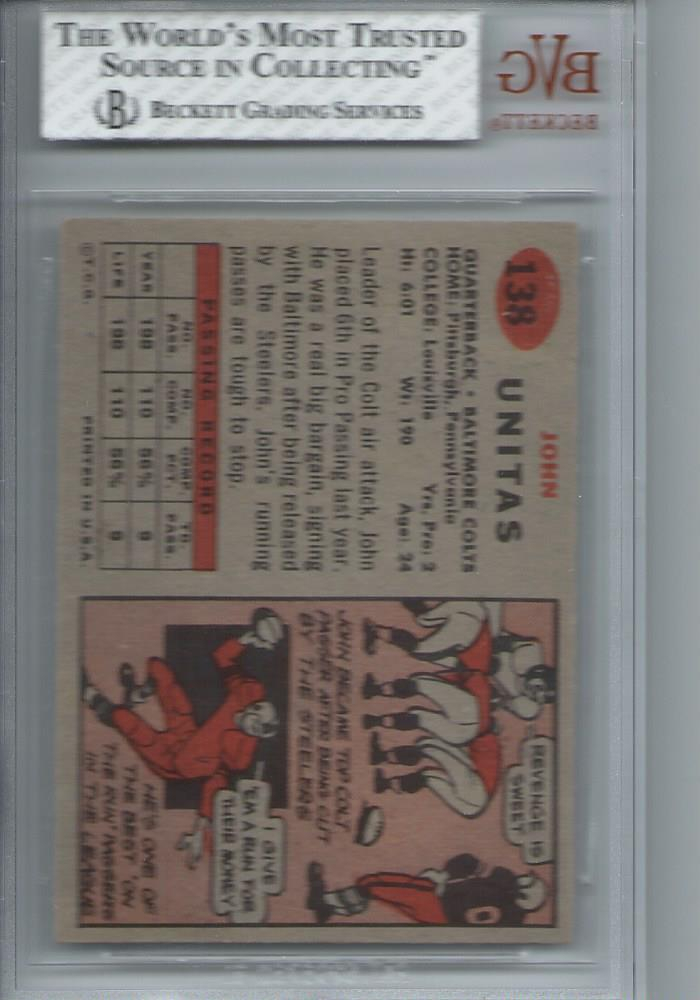 THE WORLD'S MOST TRUSTED
SOURCE IN COLLECTING™
BECKETT GRADING SERVICES
BVG
BECKETT®
138
JOHN
UNITAS
QUARTERBACK • BALTIMORE COLTS
HOME: Pittsburgh, Pennsylvania
COLLEGE: Louisville Yrs. Pro: 2
Ht: 6:01 Wt: 190 Age: 24
Leader of the Colt air attack, John
placed 6th in Pro Passing last year.
He was a real big bargain, signing
with Baltimore after being released
by the Steelers. John's running
passes are tough to stop.
PASSING RECORD
NO. PASS. NO. COMP. COMP. PCT. TD. PASS.
YEAR 198 110 56% 9
LIFE 198 110 56% 9
©T.C.G. PRINTED IN U.S.A.
REVENGE IS
SWEET
JOHN BECAME TOP COLT
PASSER AFTER BEING CUT
BY THE STEELERS
I GIVE
'EM A RUN FOR
THEIR MONEY
HE'S ONE OF
THE BEST 'ON
THE RUN' PASSERS
IN THE LEAGUE